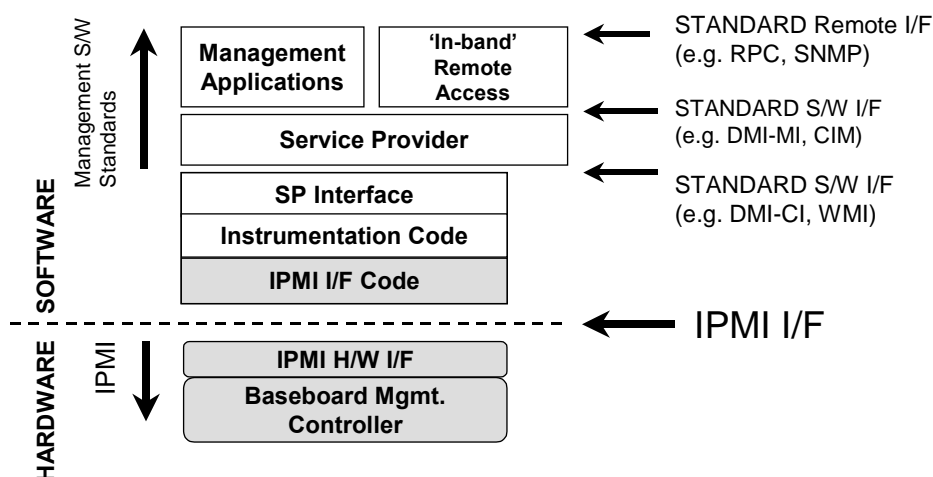 Management S/W
Standards
SOFTWARE
HARDWARE
IPMI
Management
Applications
‘In-band’
Remote
Access
Service Provider
SP Interface
Instrumentation Code
IPMI I/F Code
IPMI H/W I/F
Baseboard Mgmt.
Controller
STANDARD Remote I/F
(e.g. RPC, SNMP)
STANDARD S/W I/F
(e.g. DMI-MI, CIM)
STANDARD S/W I/F
(e.g. DMI-CI, WMI)
IPMI I/F